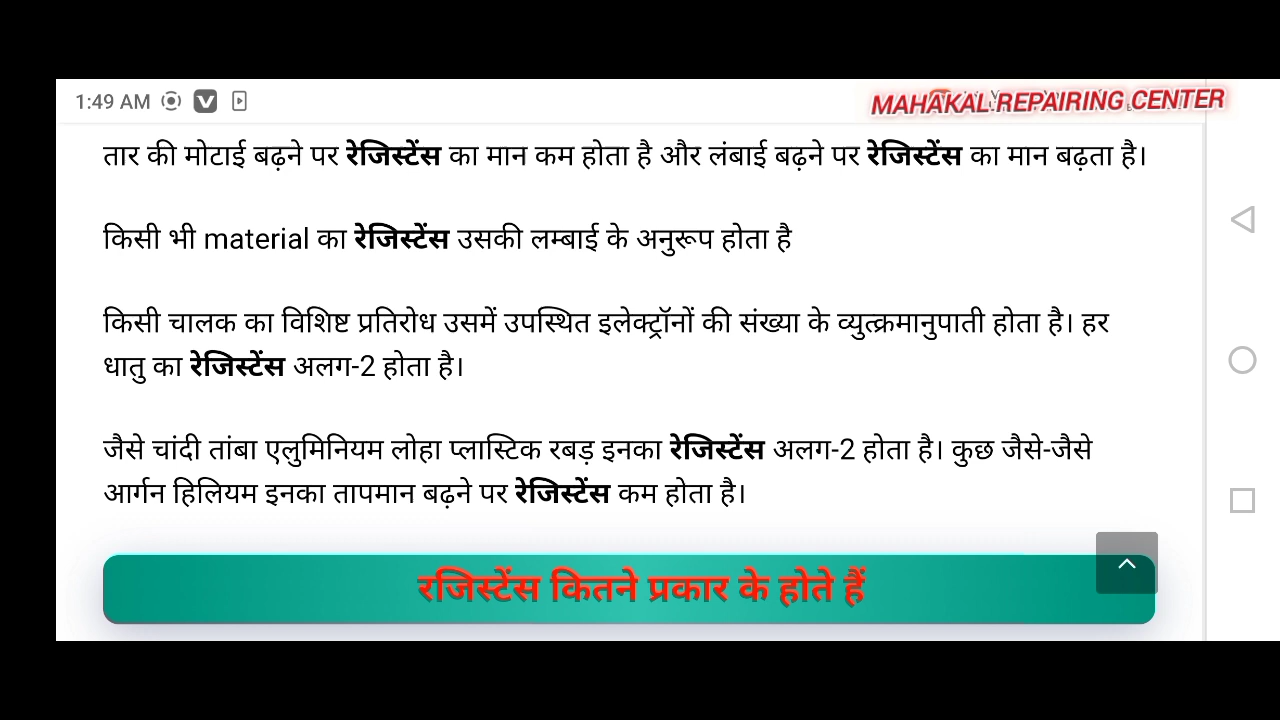 1:49 AM
MAHAKAL REPAIRING CENTER
तार की मोटाई बढ़ने पर रेजिस्टेंस का मान कम होता है और लंबाई बढ़ने पर रेजिस्टेंस का मान बढ़ता है।
किसी भी material का रेजिस्टेंस उसकी लम्बाई के अनुरूप होता है
किसी चालक का विशिष्ट प्रतिरोध उसमें उपस्थित इलेक्ट्रॉनों की संख्या के व्युत्क्रमानुपाती होता है। हर
धातु का रेजिस्टेंस अलग-2 होता है।
जैसे चांदी तांबा एलुमिनियम लोहा प्लास्टिक रबड़ इनका रेजिस्टेंस अलग-2 होता है। कुछ जैसे-जैसे
आर्गन हिलियम इनका तापमान बढ़ने पर रेजिस्टेंस कम होता है।
रजिस्टेंस कितने प्रकार के होते हैं